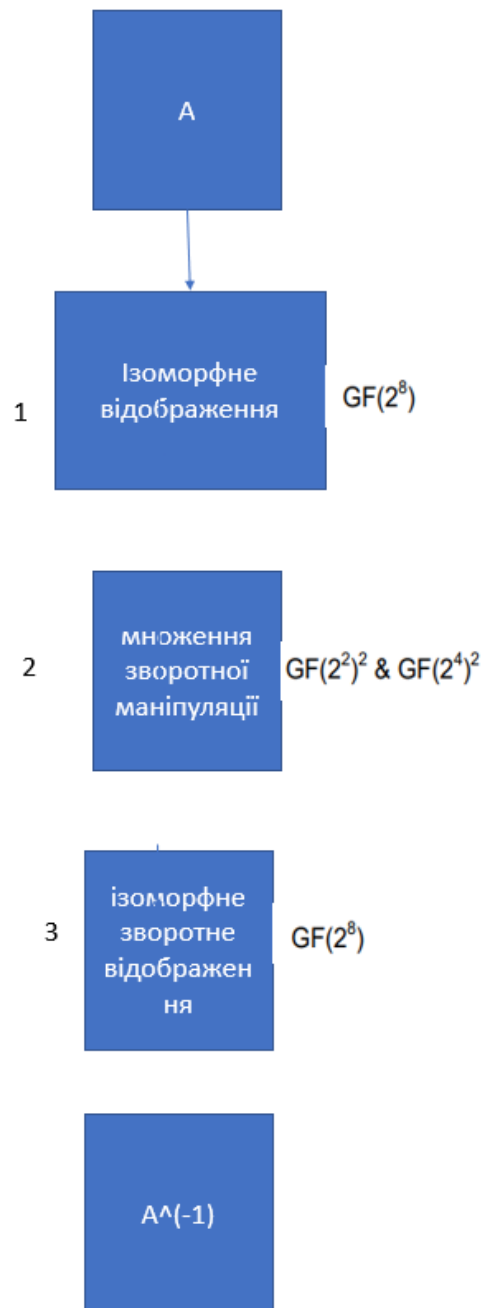 A
Ізоморфне
відображення
1
GF(2⁸)
множення
зворотної
маніпуляції
2
GF(2²)² & GF(2⁴)²
ізоморфне
зворотне
відображен
ня
3
GF(2⁸)
A^(-1)